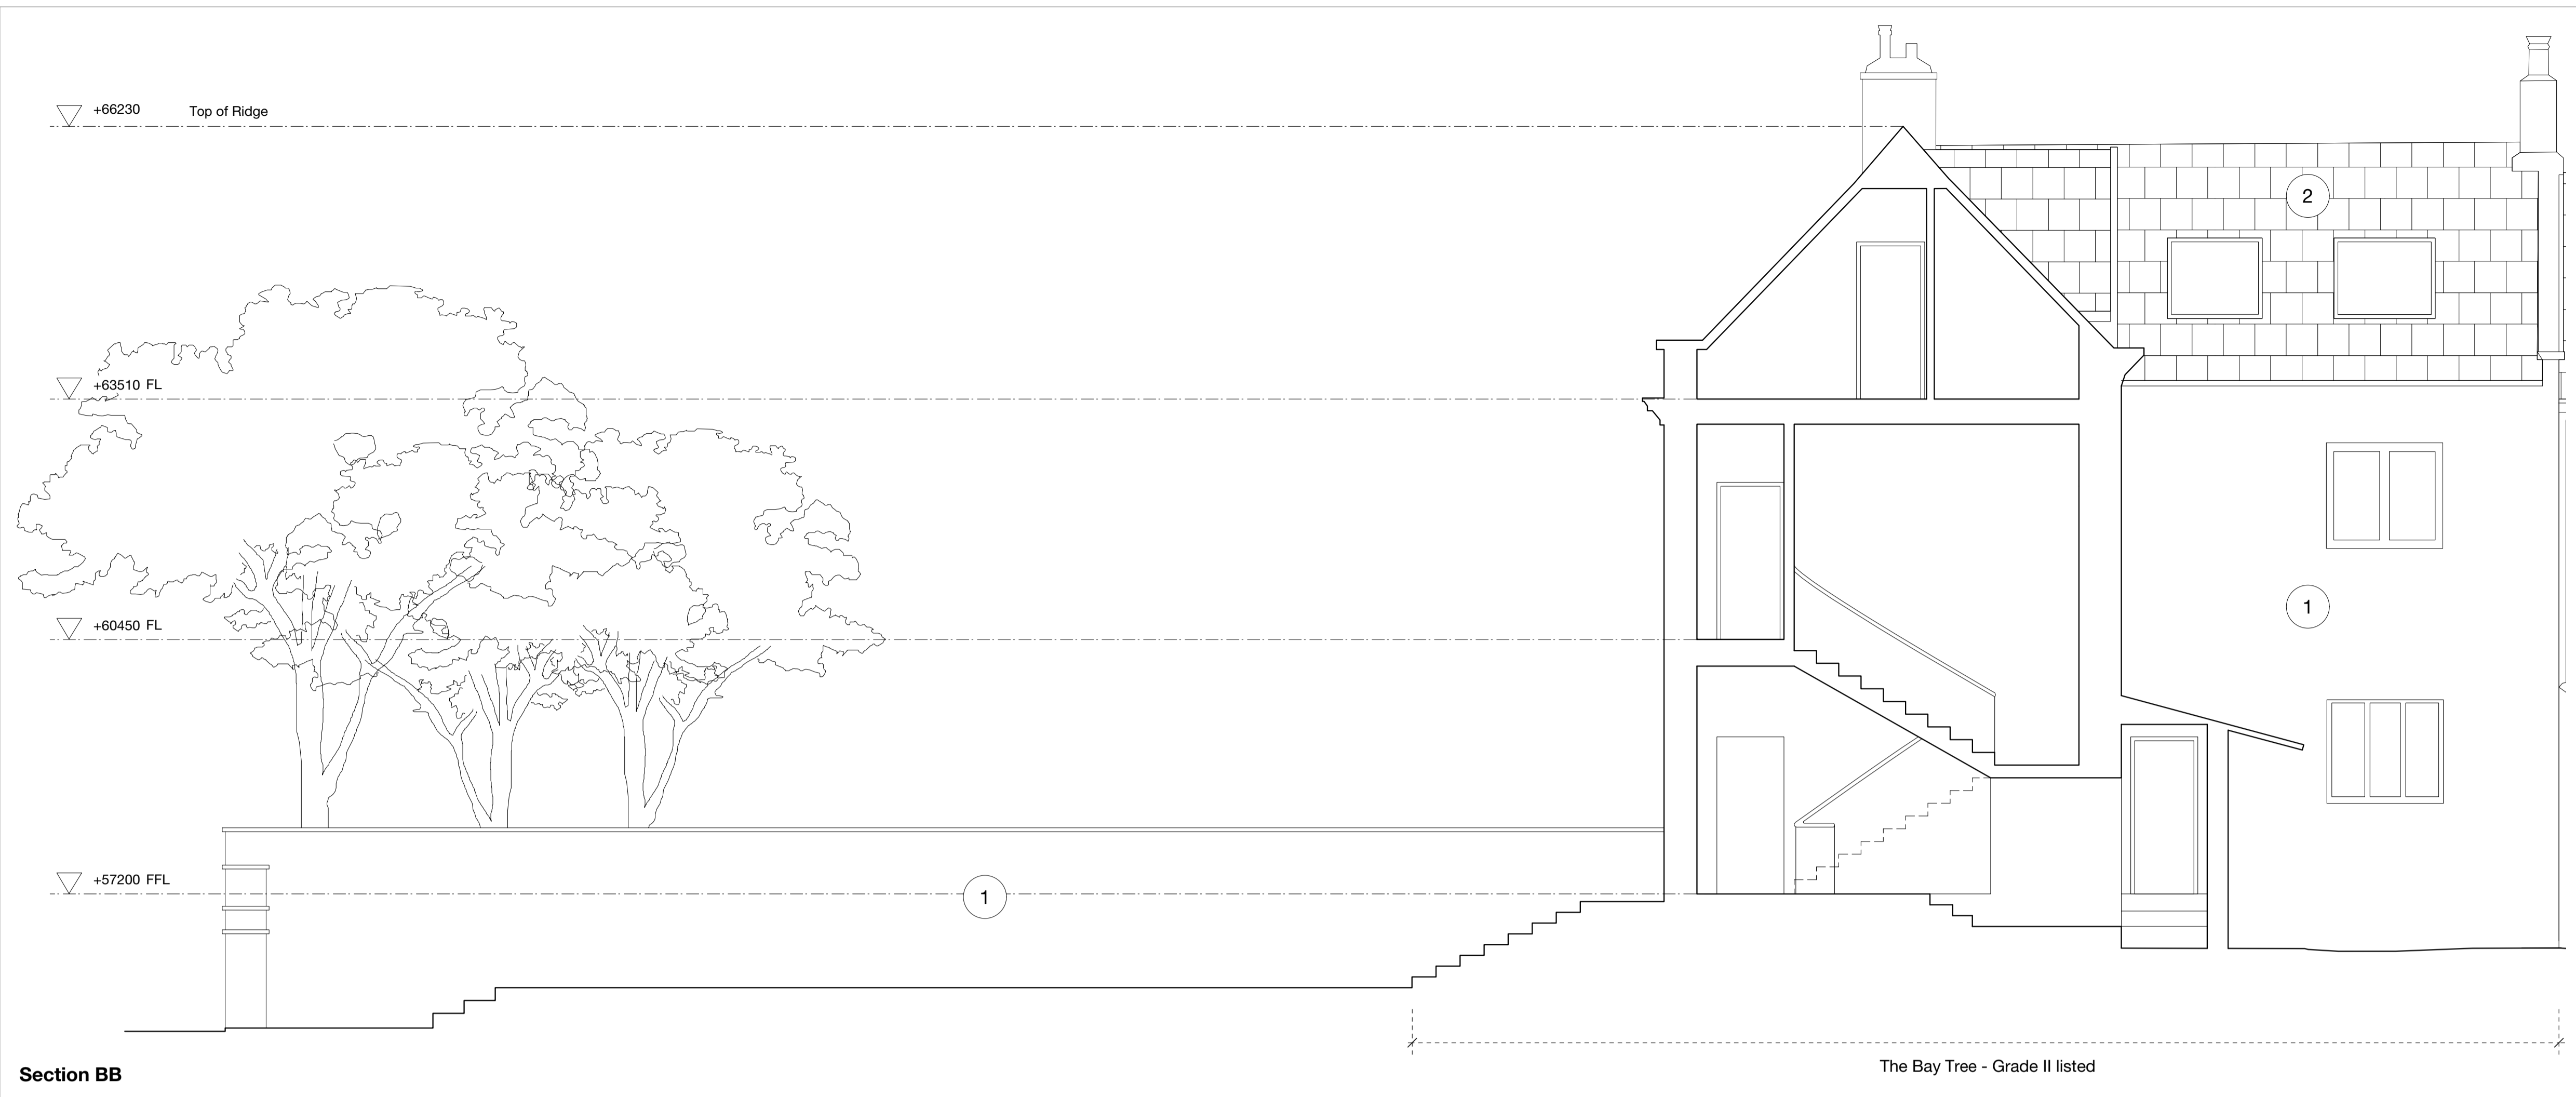 +66230 Top of Ridge
2
+63510 FL
1
+60450 FL
+57200 FFL
1
The Bay Tree - Grade II listed
Section BB